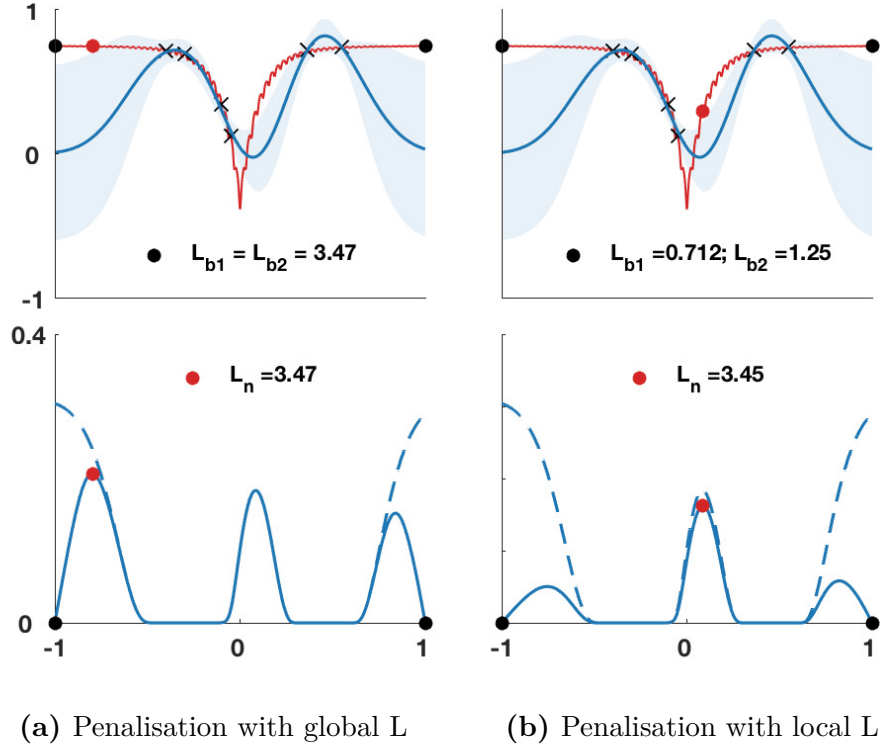 1
0
-1
L_b1 = L_b2 = 3.47
L_b1 =0.712; L_b2 =1.25
0.4
0
L_n =3.47
L_n =3.45
-1 0 1
-1 0 1
(a) Penalisation with global L
(b) Penalisation with local L